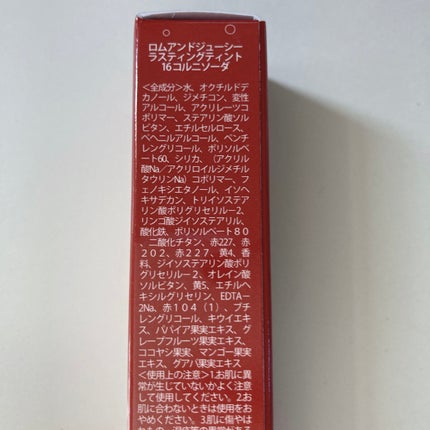 ロムアンドジューシー
ラスティングティント
16コルニソーダ
＜全成分＞水、オクチルドデ
カノール、ジメチコン、変性
アルコール、アクリレーツコ
ポリマー、ステアリン酸ソル
ビタン、エチルセルロース、
ベヘニルアルコール、ペンチ
レングリコール、ポリソルベ
ート60、シリカ、（アクリル
酸Na／アクリロイルジメチル
タウリンNa）コポリマー、フ
ェノキシエタノール、イソヘ
キサデカン、トリイソステア
リン酸ポリグリセリル－2、
リンゴ酸ジイソステアリル、
酸化鉄、ポリソルベート80
、二酸化チタン、赤227、赤
202、赤227、黄4、香
料、ジイソステアリン酸ポリ
グリセリル－2、オレイン酸
ソルビタン、黄5、エチルヘ
キシルグリセリン、EDTA-
2Na、赤104（1）、ブチ
レングリコール、キウイエキ
ス、パパイア果実エキス、グ
レープフルーツ果実エキス、
ココヤシ果実、マンゴー果実
エキス、グアバ果実エキス
＜使用上の注意＞1.お肌に異
常が生じていないかよく注意
して使用してください。2.お
肌に合わないときは使用をお
やめください。3.肌に傷やは